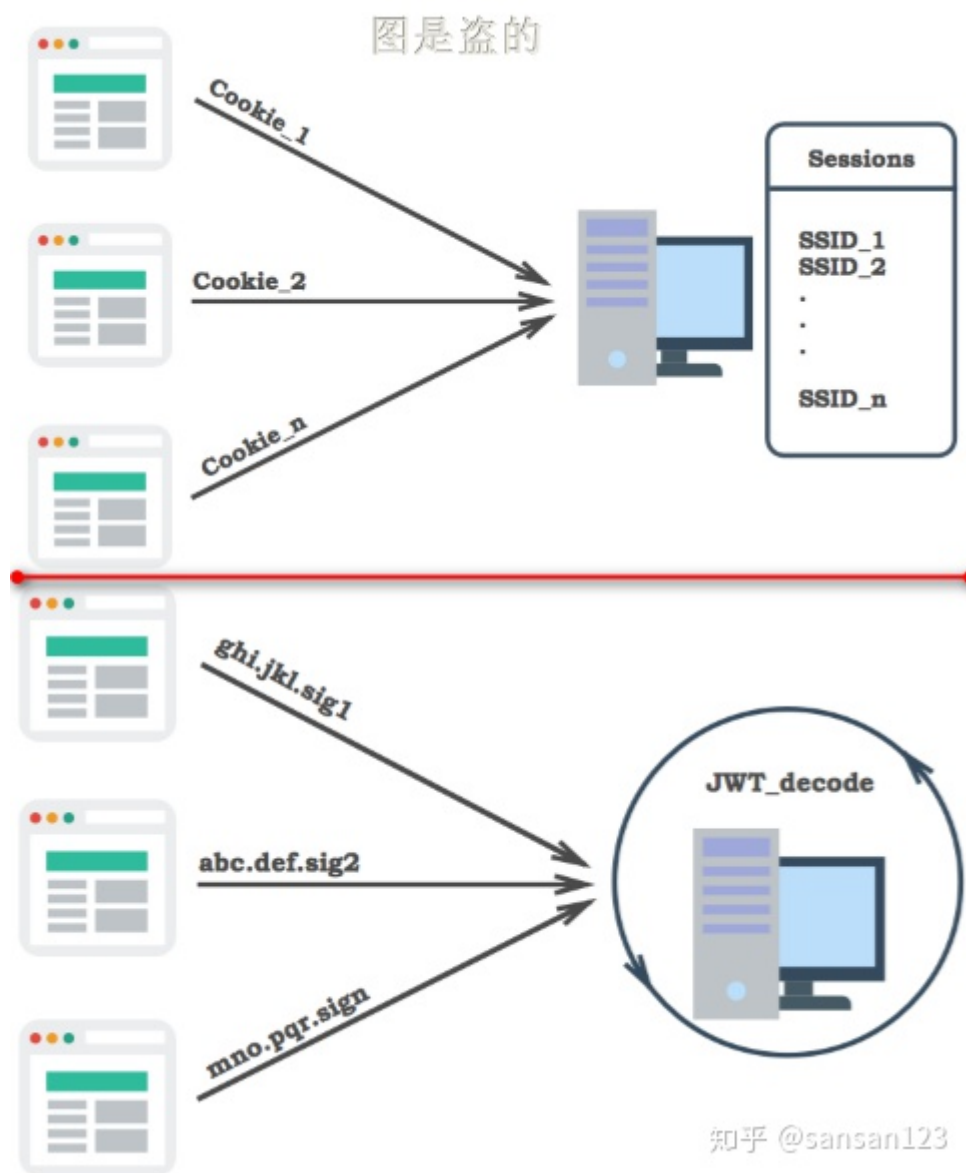 图是盗的
Cookie_1
Sessions
SSID_1
Cookie_2
SSID_2
.
.
.
SSID_n
Cookie_n
ghi.jkl.sig1
JWT_decode
abc.def.sig2
mno.pqr.sign
知乎 @sansan123